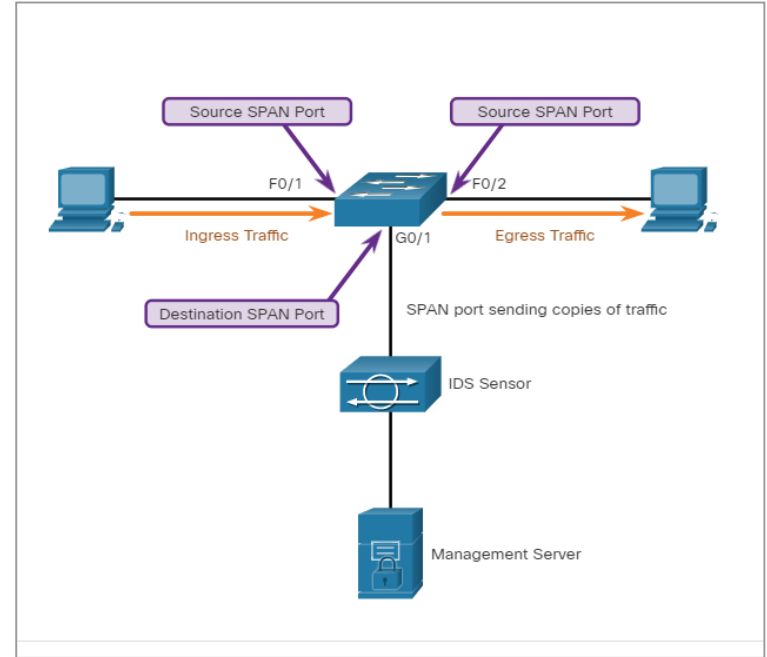 Source SPAN Port
Source SPAN Port
F0/1
F0/2
Ingress Traffic
Egress Traffic
G0/1
Destination SPAN Port
SPAN port sending copies of traffic
IDS Sensor
Management Server